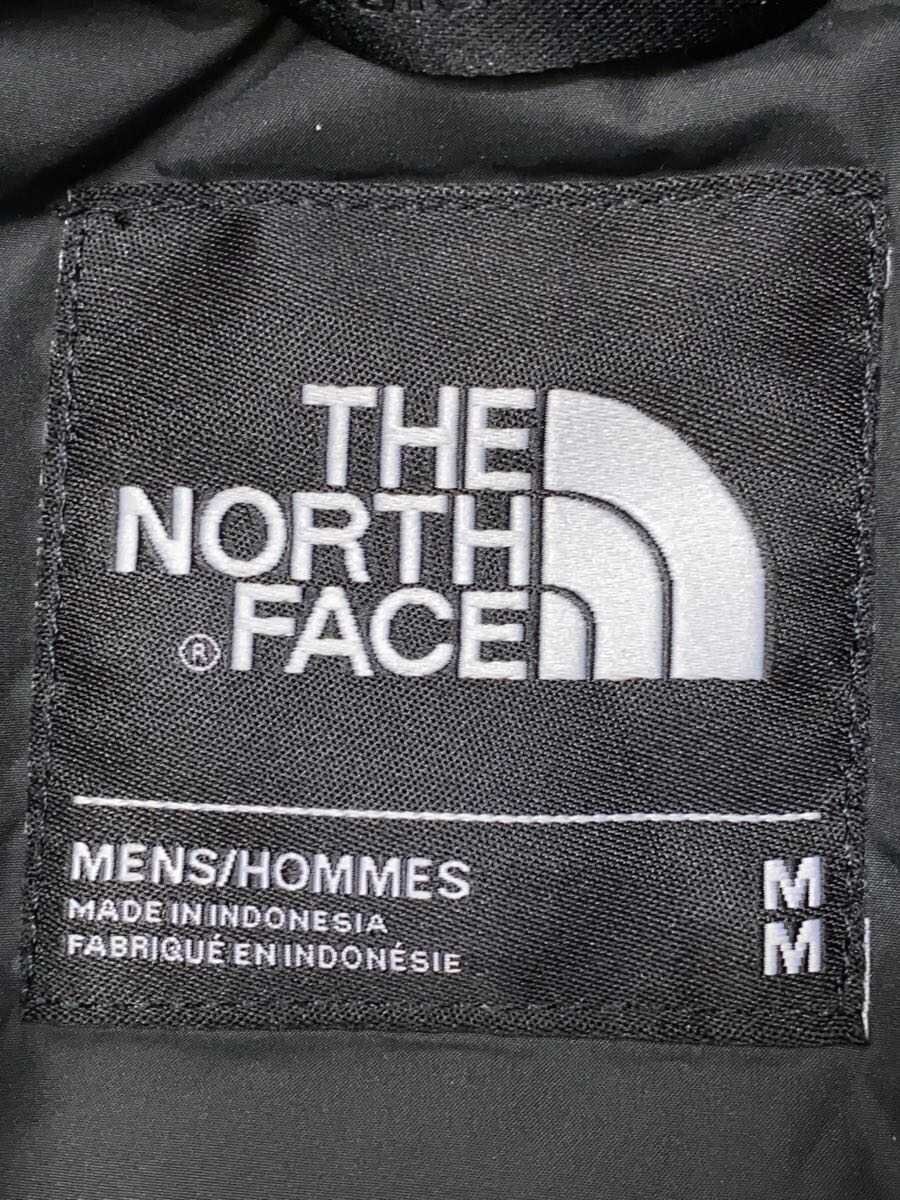 THE
NORTH
® FACE
MENS/HOMMES M
MADE IN INDONESIA
FABRIQUÉ EN INDONÉSIE M